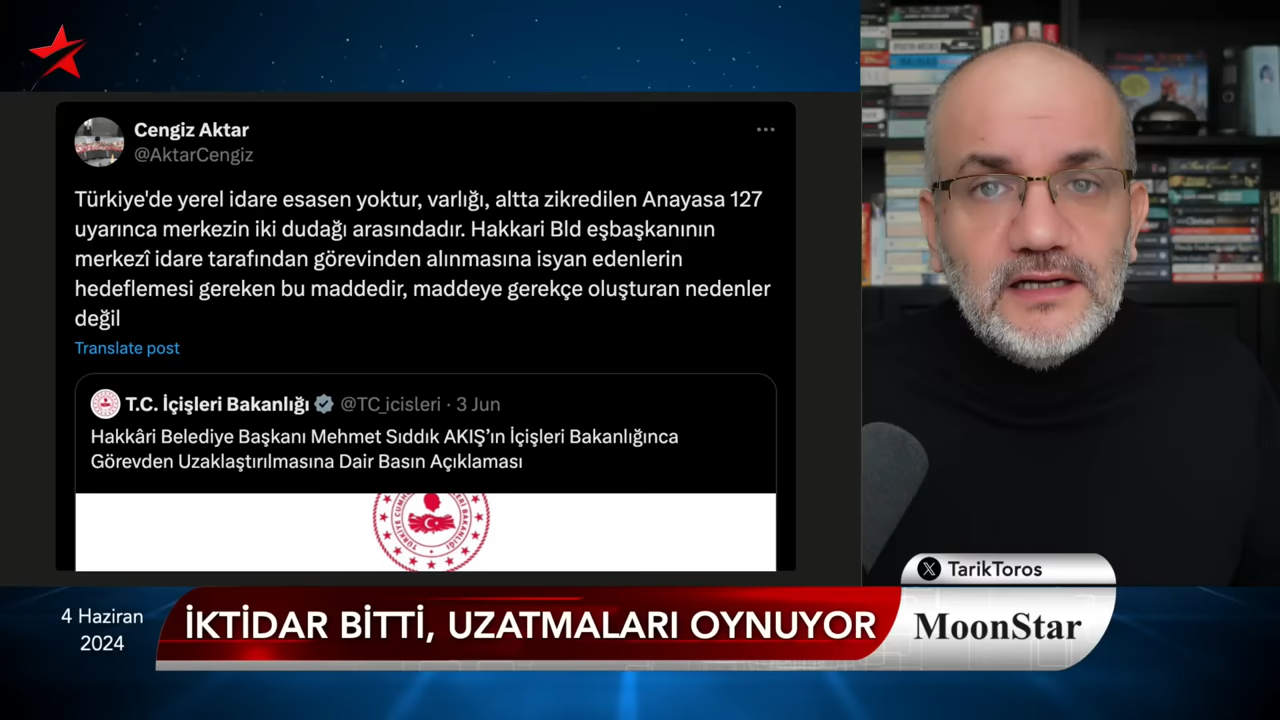 Cengiz Aktar
@AktarCengiz
Türkiye'de yerel idare esasen yoktur, varlığı, altta zikredilen Anayasa 127
uyarınca merkezin iki dudağı arasındadır. Hakkari Bld eşbaşkanının
merkezî idare tarafından görevinden alınmasına isyan edenlerin
hedeflemesi gereken bu maddedir, maddeye gerekçe oluşturan nedenler
değil
Translate post
T.C. İçişleri Bakanlığı @TC_icisleri · 3 Jun
Hakkâri Belediye Başkanı Mehmet Sıddık AKIŞ’ın İçişleri Bakanlığınca
Görevden Uzaklaştırılmasına Dair Basın Açıklaması
TarikToros
4 Haziran
2024
İKTİDAR BİTTİ, UZATMALARI OYNUYOR
MoonStar